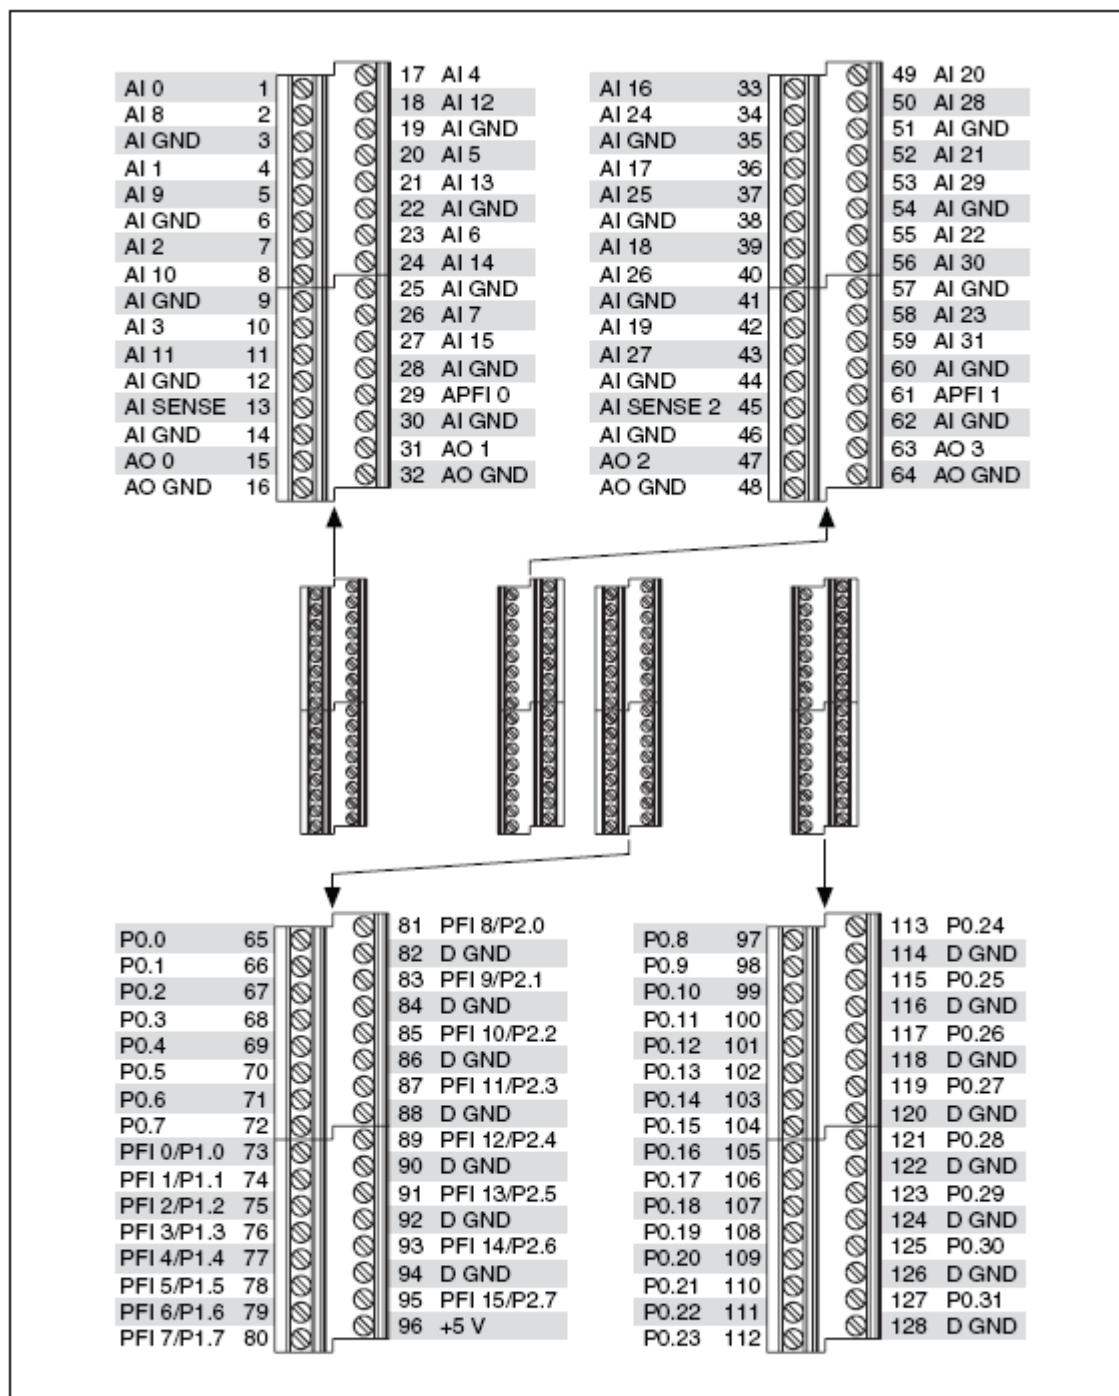 AI 0 1
AI 8 2
AI GND 3
AI 1 4
AI 9 5
AI GND 6
AI 2 7
AI 10 8
AI GND 9
AI 3 10
AI 11 11
AI GND 12
AI SENSE 13
AI GND 14
AO 0 15
AO GND 16
17 AI 4
18 AI 12
19 AI GND
20 AI 5
21 AI 13
22 AI GND
23 AI 6
24 AI 14
25 AI GND
26 AI 7
27 AI 15
28 AI GND
29 APFI 0
30 AI GND
31 AO 1
32 AO GND
AI 16 33
AI 24 34
AI GND 35
AI 17 36
AI 25 37
AI GND 38
AI 18 39
AI 26 40
AI GND 41
AI 19 42
AI 27 43
AI GND 44
AI SENSE 2 45
AI GND 46
AO 2 47
AO GND 48
49 AI 20
50 AI 28
51 AI GND
52 AI 21
53 AI 29
54 AI GND
55 AI 22
56 AI 30
57 AI GND
58 AI 23
59 AI 31
60 AI GND
61 APFI 1
62 AI GND
63 AO 3
64 AO GND
P0.0 65
P0.1 66
P0.2 67
P0.3 68
P0.4 69
P0.5 70
P0.6 71
P0.7 72
PFI 0/P1.0 73
PFI 1/P1.1 74
PFI 2/P1.2 75
PFI 3/P1.3 76
PFI 4/P1.4 77
PFI 5/P1.5 78
PFI 6/P1.6 79
PFI 7/P1.7 80
81 PFI 8/P2.0
82 D GND
83 PFI 9/P2.1
84 D GND
85 PFI 10/P2.2
86 D GND
87 PFI 11/P2.3
88 D GND
89 PFI 12/P2.4
90 D GND
91 PFI 13/P2.5
92 D GND
93 PFI 14/P2.6
94 D GND
95 PFI 15/P2.7
96 +5 V
P0.8 97
P0.9 98
P0.10 99
P0.11 100
P0.12 101
P0.13 102
P0.14 103
P0.15 104
P0.16 105
P0.17 106
P0.18 107
P0.19 108
P0.20 109
P0.21 110
P0.22 111
P0.23 112
113 P0.24
114 D GND
115 P0.25
116 D GND
117 P0.26
118 D GND
119 P0.27
120 D GND
121 P0.28
122 D GND
123 P0.29
124 D GND
125 P0.30
126 D GND
127 P0.31
128 D GND